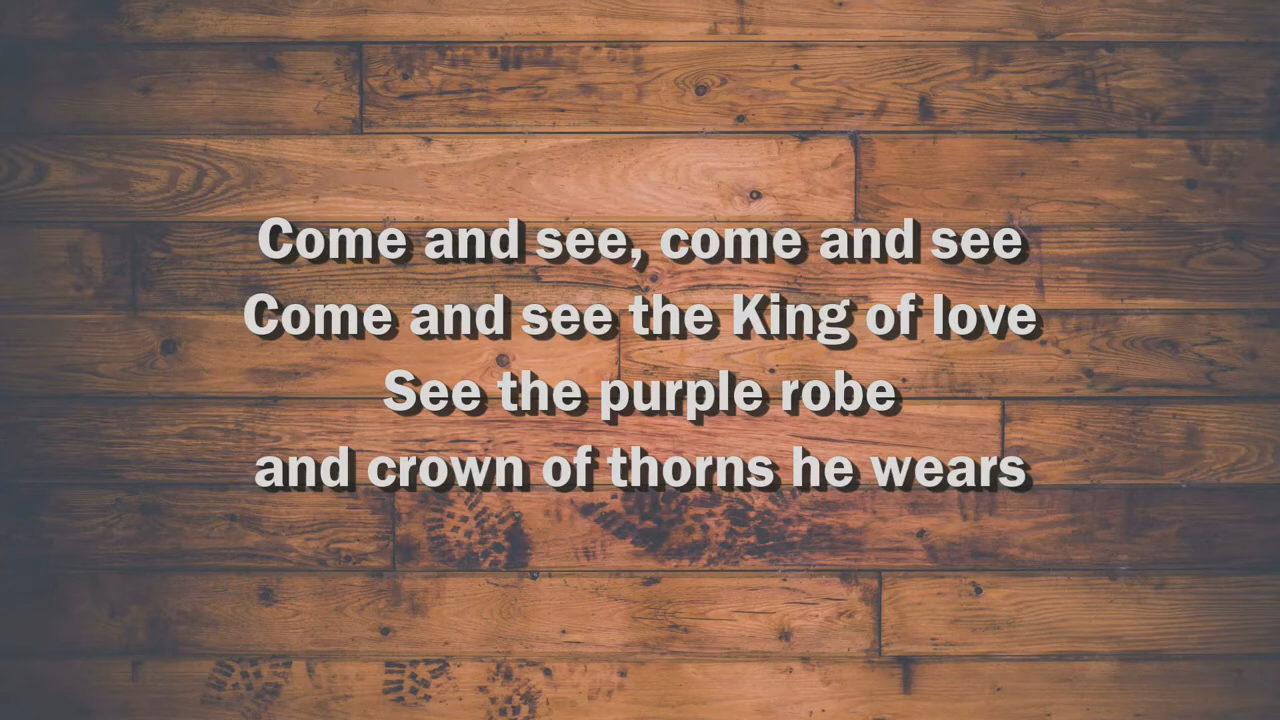 Come and see, come and see
Come and see the King of love
See the purple robe
and crown of thorns he wears